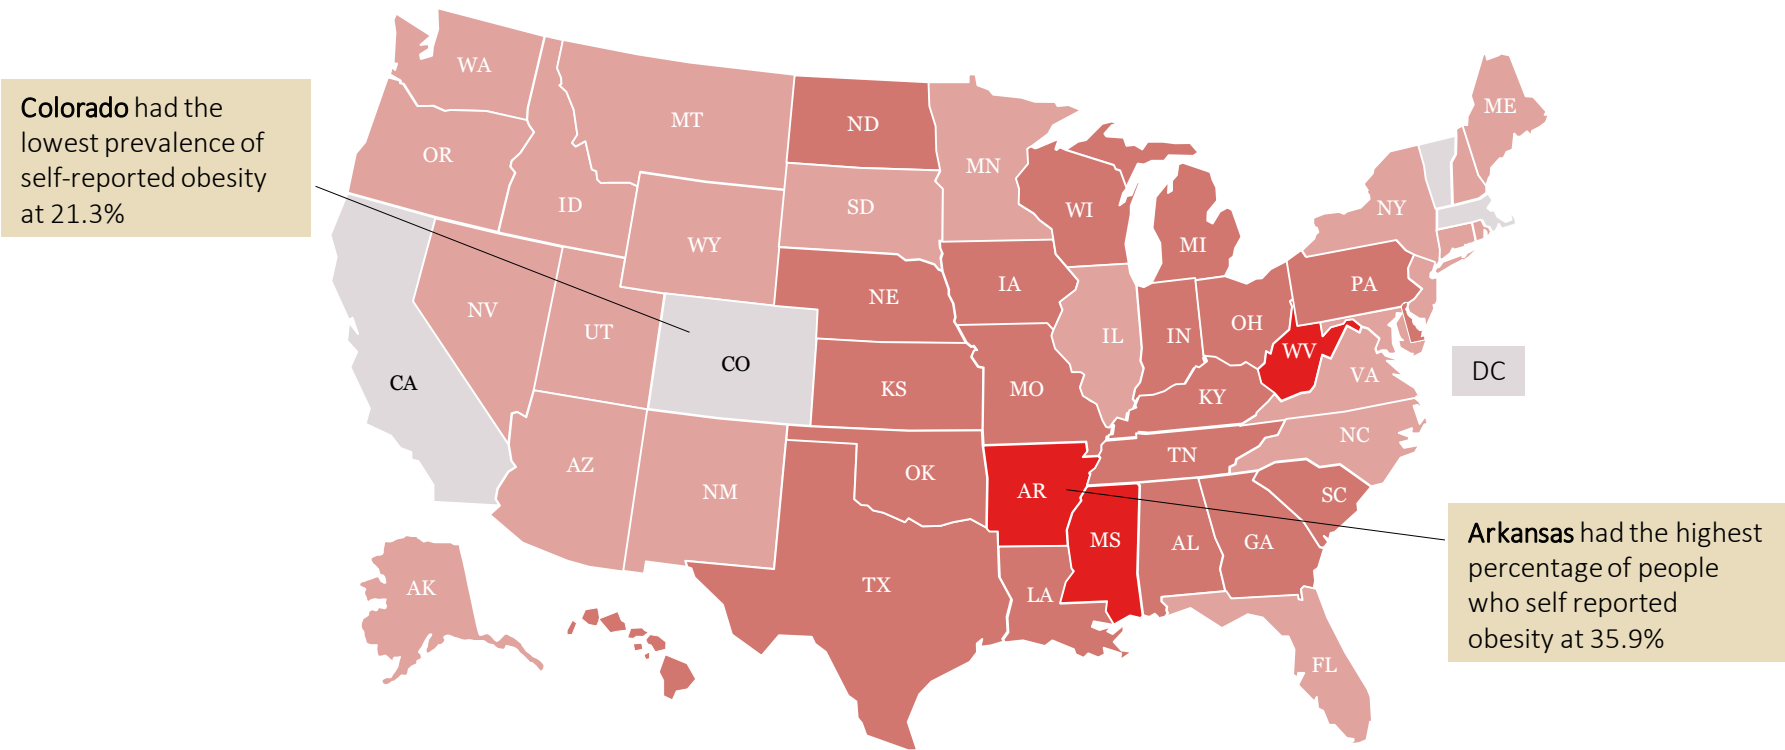 Colorado had the
lowest prevalence of
self-reported obesity
at 21.3%
WA
OR
CA
NV
ID
MT
WY
UT
CO
AZ
NM
ND
SD
NE
KS
OK
TX
MN
IA
MO
AR
LA
WI
IL
MI
IN
OH
KY
TN
MS
AL
GA
SC
NC
VA
WV
PA
NY
ME
FL
AK
DC
Arkansas had the highest
percentage of people
who self reported
obesity at 35.9%